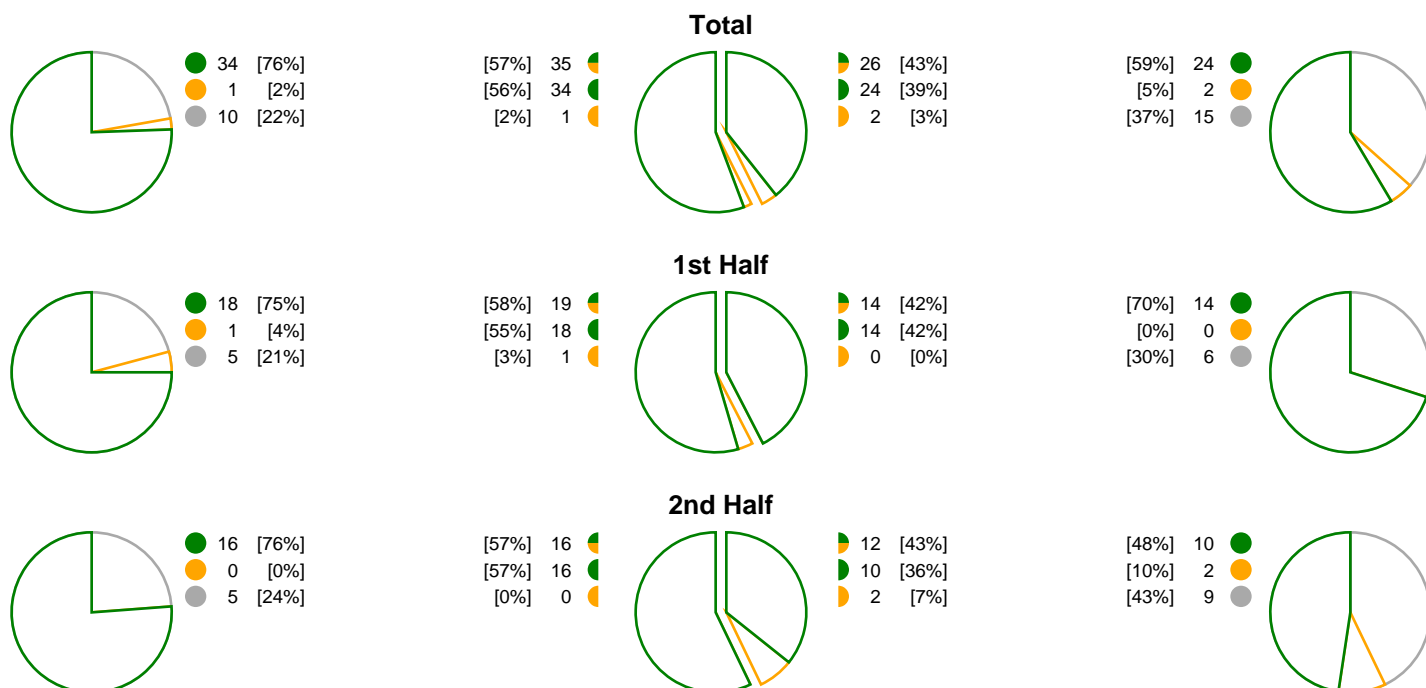 Total
34 [76%] [57%] 35 26 [43%] [59%] 24
1 [2%] [56%] 34 24 [39%] [5%] 2
10 [22%] [2%] 1 2 [3%] [37%] 15
1st Half
18 [75%] [58%] 19 14 [42%] [70%] 14
1 [4%] [55%] 18 14 [42%] [0%] 0
5 [21%] [3%] 1 0 [0%] [30%] 6
2nd Half
16 [76%] [57%] 16 12 [43%] [48%] 10
0 [0%] [57%] 16 10 [36%] [10%] 2
5 [24%] [0%] 0 2 [7%] [43%] 9